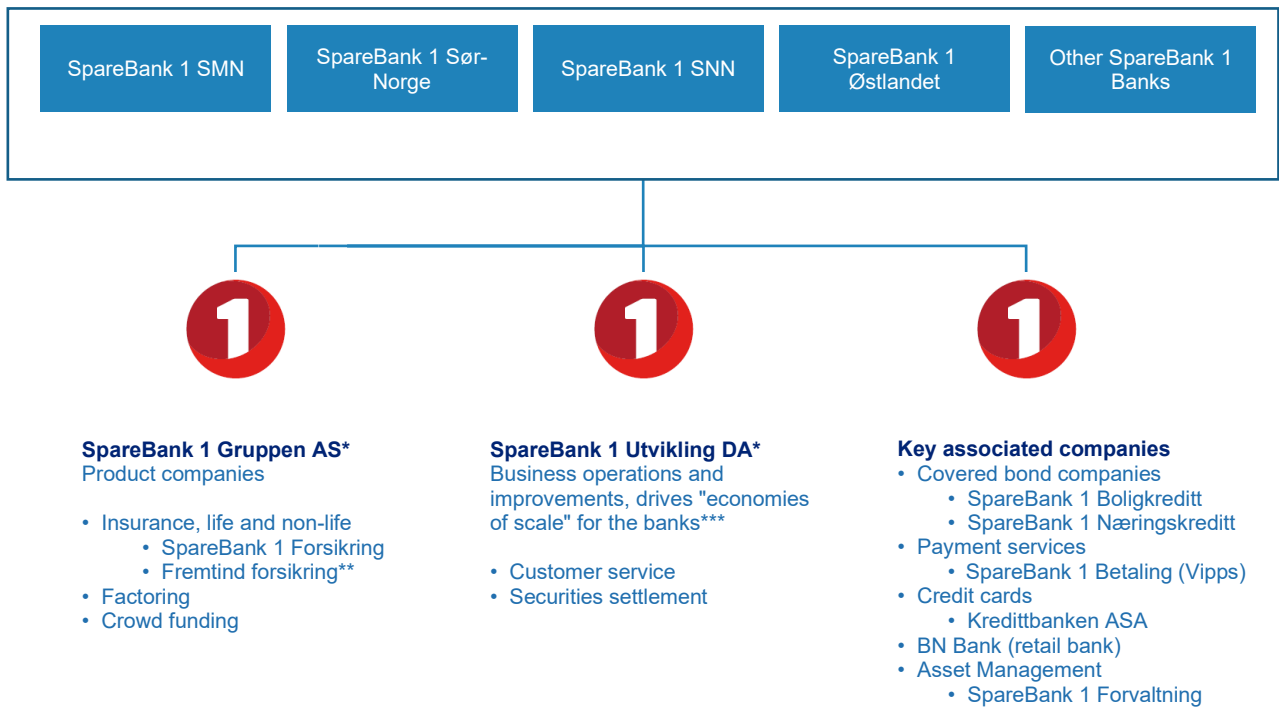 SpareBank 1 SMN
SpareBank 1 Sør-
Norge
SpareBank 1 SNN
SpareBank 1
Østlandet
Other SpareBank 1
Banks
1
1
1
SpareBank 1 Gruppen AS*
Product companies
• Insurance, life and non-life
• SpareBank 1 Forsikring
• Fremtind forsikring**
• Factoring
• Crowd funding
SpareBank 1 Utvikling DA*
Business operations and
improvements, drives "economies
of scale" for the banks***
• Customer service
• Securities settlement
Key associated companies
• Covered bond companies
• SpareBank 1 Boligkreditt
• SpareBank 1 Næringskreditt
• Payment services
• SpareBank 1 Betaling (Vipps)
• Credit cards
• Kredittbanken ASA
• BN Bank (retail bank)
• Asset Management
• SpareBank 1 Forvaltning